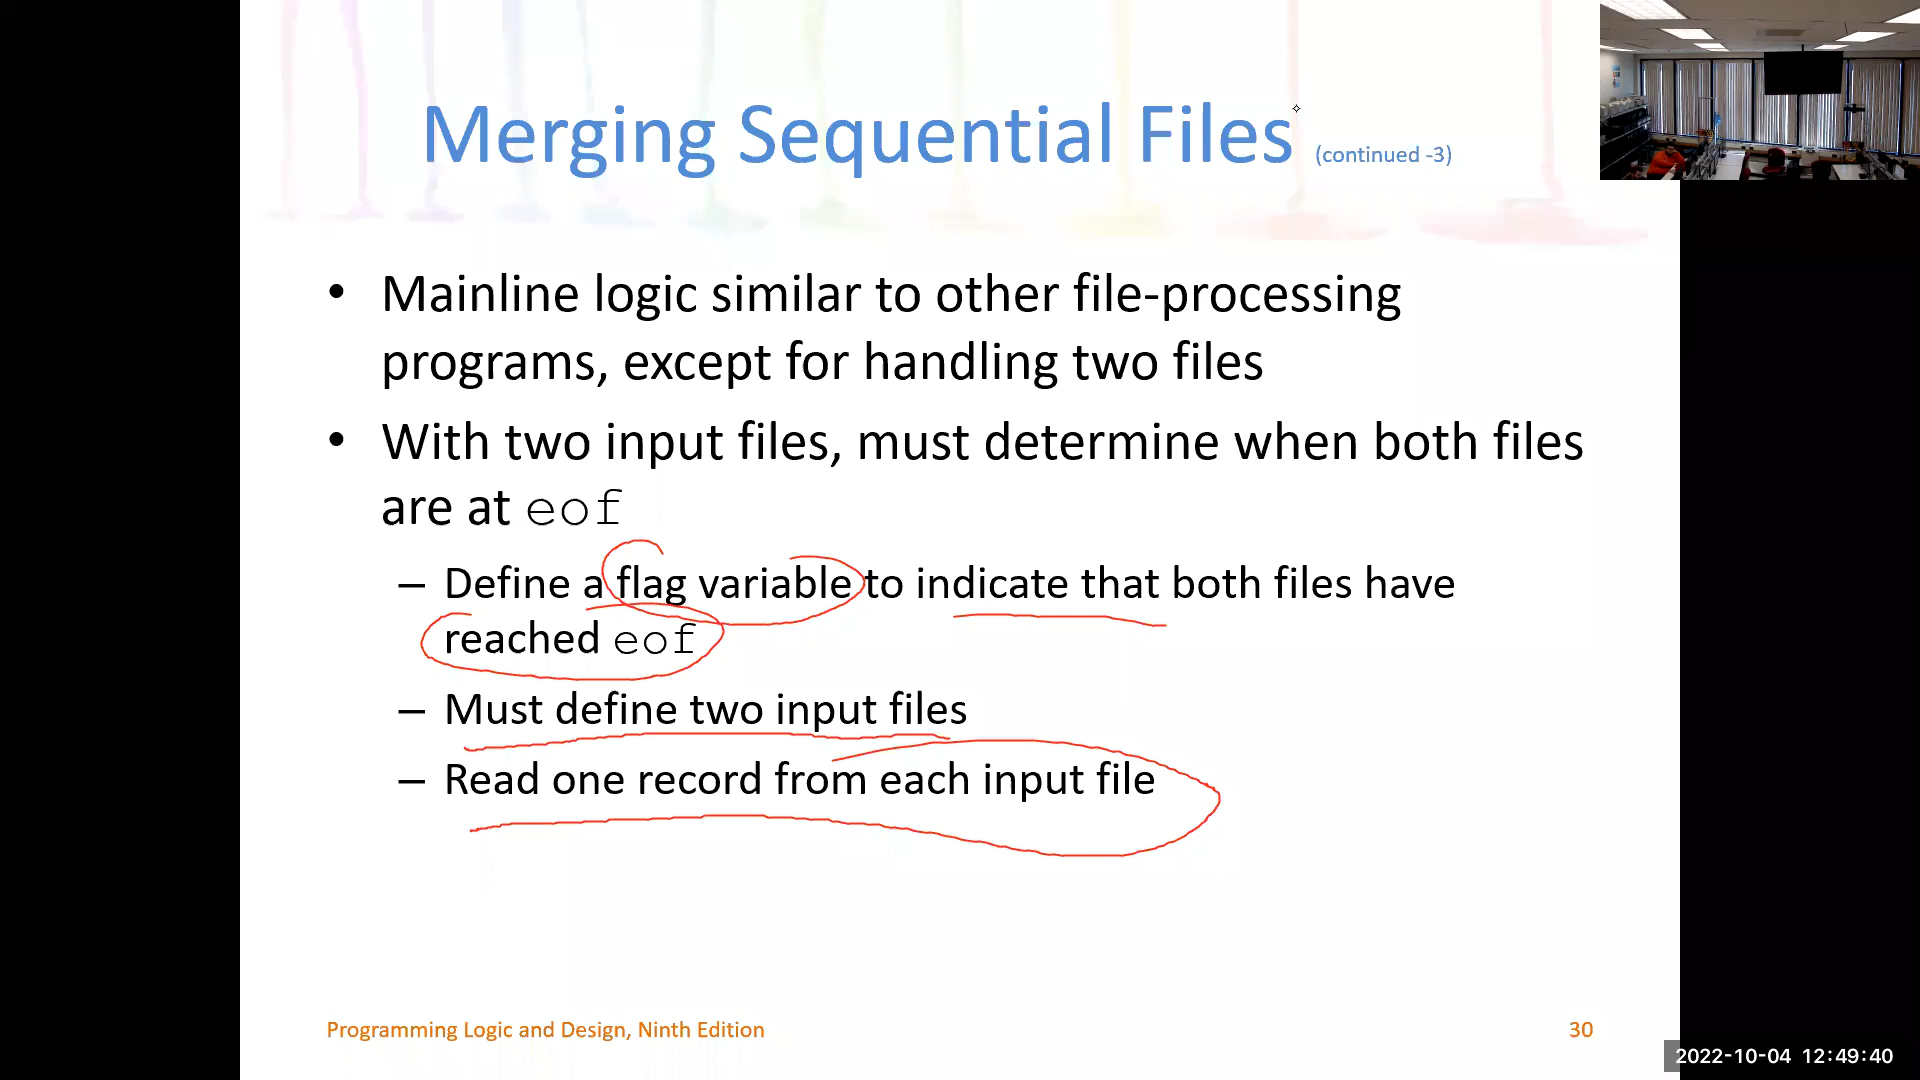 Merging Sequential Files (continued -3)
• Mainline logic similar to other file-processing
programs, except for handling two files
• With two input files, must determine when both files
are at eof
– Define a flag variable to indicate that both files have
reached eof
– Must define two input files
– Read one record from each input file
Programming Logic and Design, Ninth Edition
30
2022-10-04 12:49:40